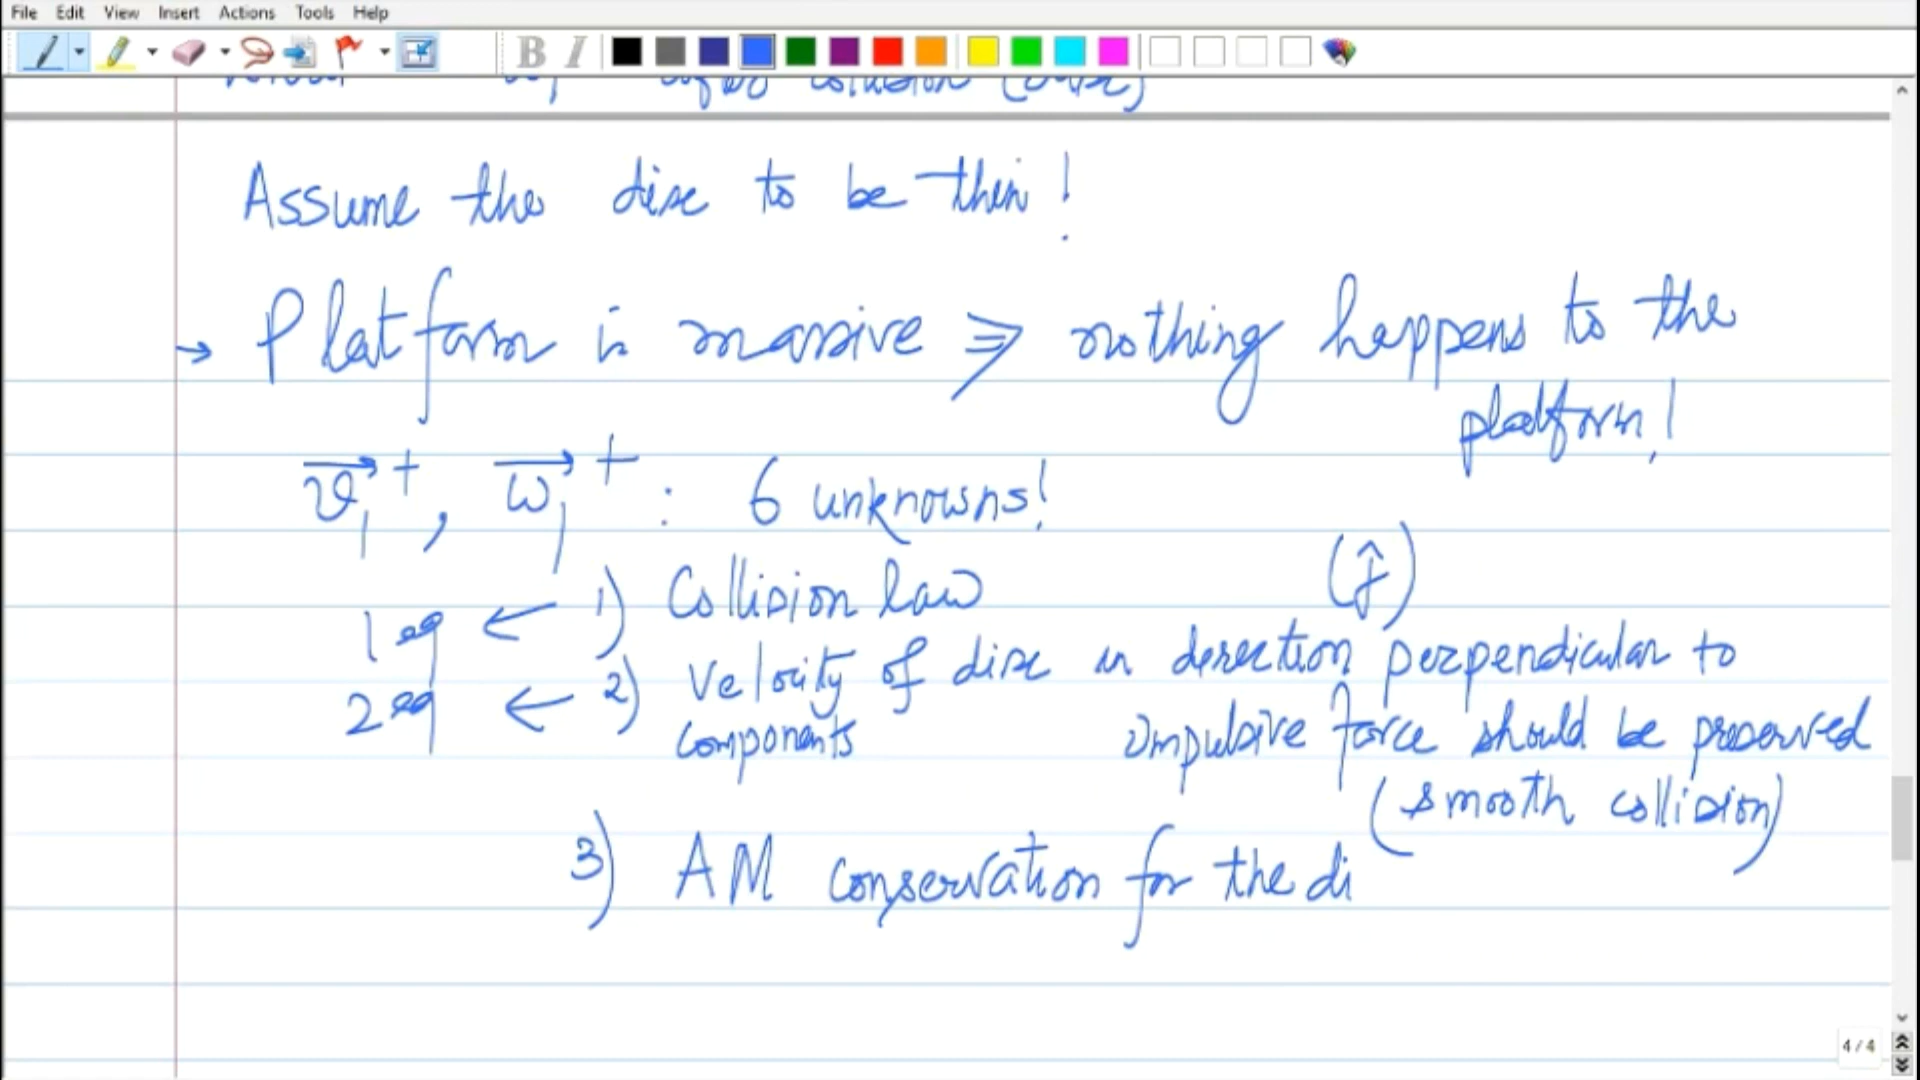 File Edit View Insert Actions Tools Help
B I
collision (disc)
Assume the disc to be thin!
→ Platform is massive ⇒ nothing happens to the
platform!
v₁⁺, ω₁⁺ : 6 unknowns!
1 eq ← 1) Collision law (ĵ)
2 eq ← 2) Velocity of disc in direction perpendicular to
components impulsive force should be preserved
(smooth collision)
3) AM conservation for the di
4 / 4